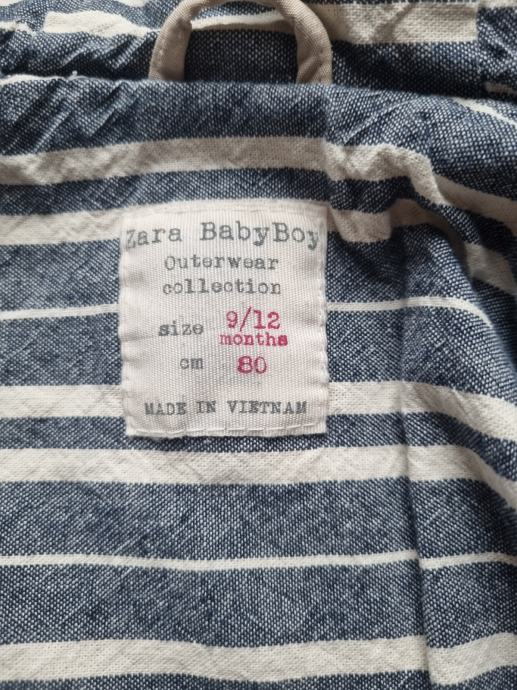 Zara BabyBoy
Outerwear
collection
size 9/12
months
cm 80
MADE IN VIETNAM